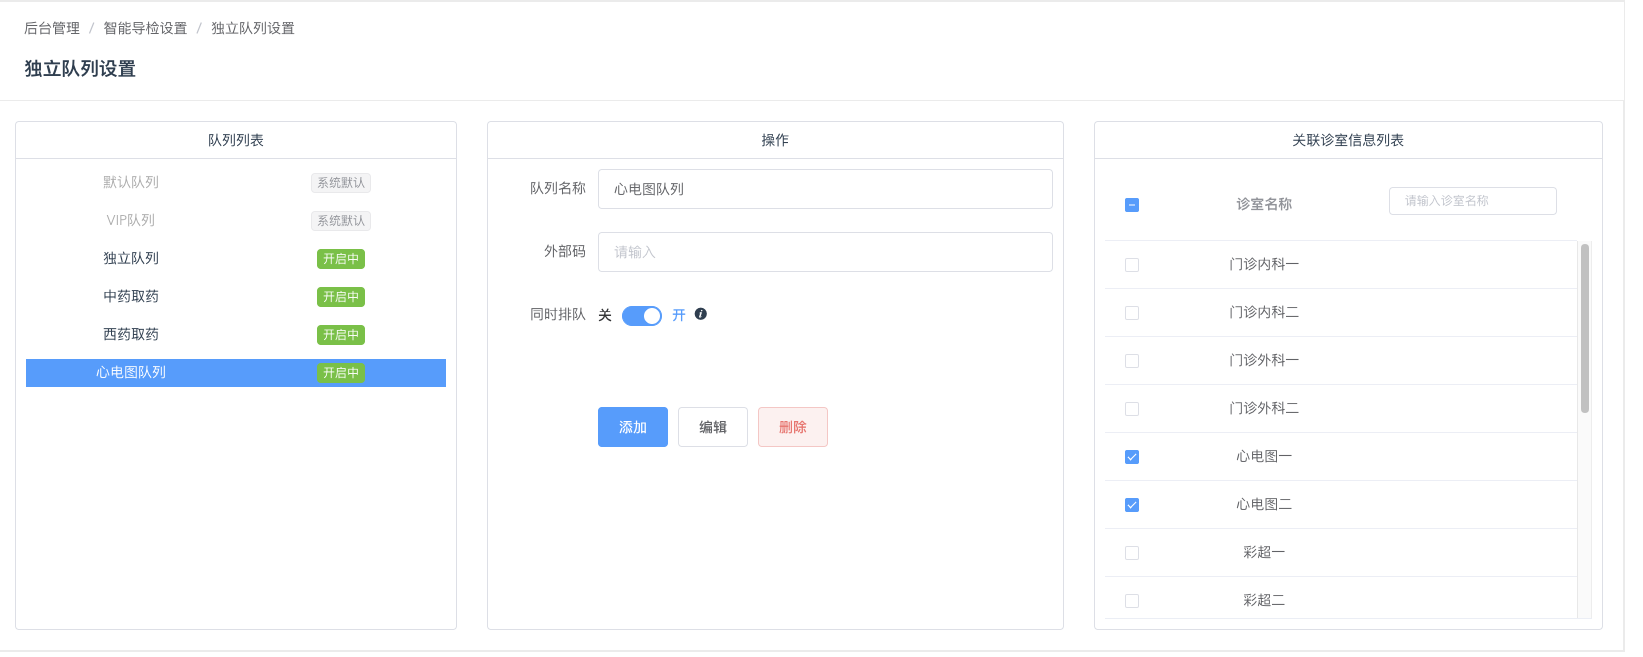 后台管理 / 智能导检设置 / 独立队列设置
独立队列设置
队列列表
默认队列 系统默认
VIP队列 系统默认
独立队列 开启中
中药取药 开启中
西药取药 开启中
心电图队列 开启中
操作
队列名称 心电图队列
外部码 请输入
同时排队 关 开
添加 编辑 删除
关联诊室信息列表
诊室名称 请输入诊室名称
门诊内科一
门诊内科二
门诊外科一
门诊外科二
心电图一
心电图二
彩超一
彩超二